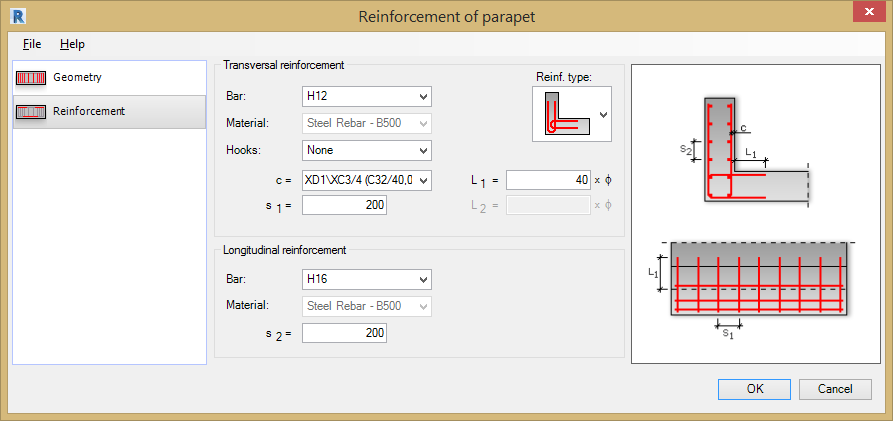 R
Reinforcement of parapet
File Help
Geometry
Reinforcement
Transversal reinforcement
Reinf. type:
Bar: H12
Material: Steel Rebar - B500
Hooks: None
c = XD1\XC3/4 (C32/40,0
L 1 = 40 x ϕ
s 1 = 200
L 2 = x ϕ
Longitudinal reinforcement
Bar: H16
Material: Steel Rebar - B500
s 2 = 200
c
S2
L1
L1
S1
OK Cancel